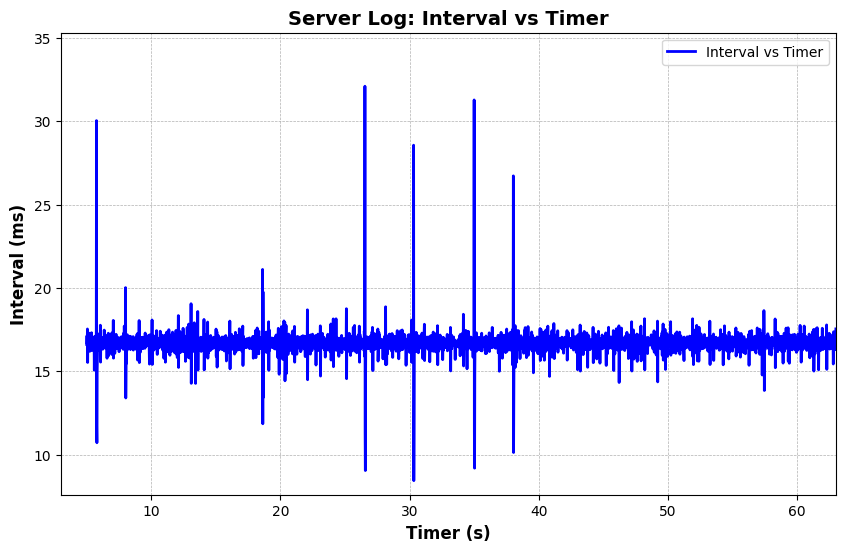 Server Log: Interval vs Timer
Interval vs Timer
35
30
25
20
15
10
Interval (ms)
10 20 30 40 50 60
Timer (s)